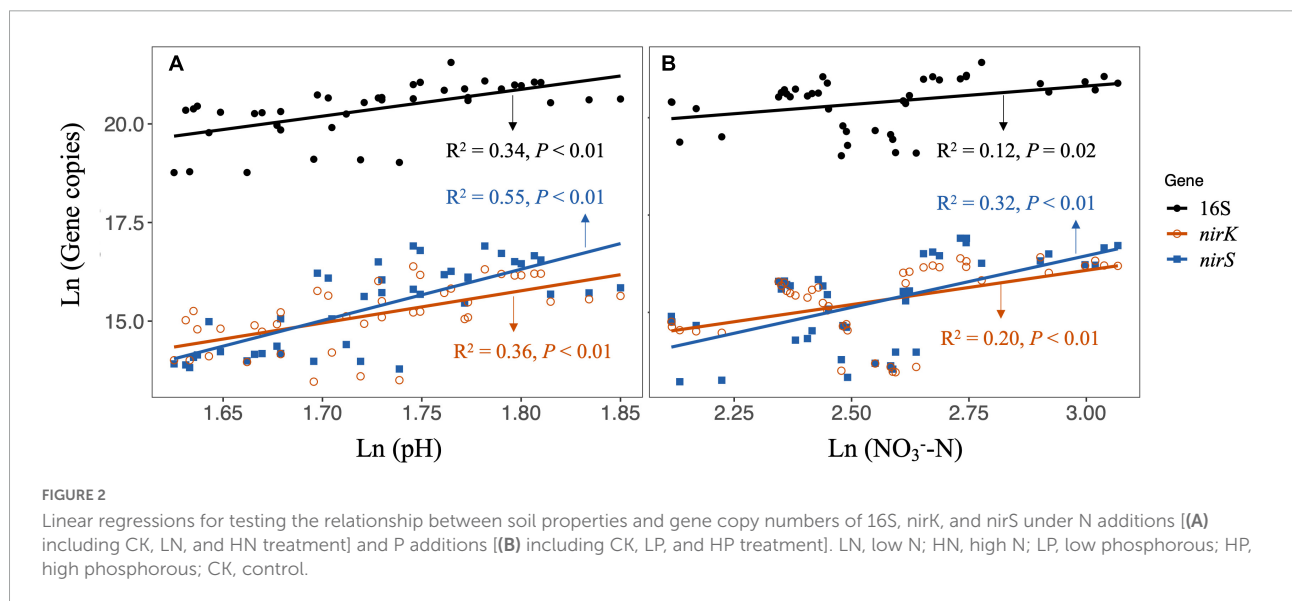 A
B
20.0
17.5
15.0
Ln (Gene copies)
R² = 0.34, P < 0.01
R² = 0.55, P < 0.01
R² = 0.36, P < 0.01
R² = 0.12, P = 0.02
R² = 0.32, P < 0.01
R² = 0.20, P < 0.01
1.65 1.70 1.75 1.80 1.85
2.25 2.50 2.75 3.00
Ln (pH)
Ln (NO₃⁻-N)
Gene
16S
nirK
nirS
FIGURE 2
Linear regressions for testing the relationship between soil properties and gene copy numbers of 16S, nirK, and nirS under N additions [(A)
including CK, LN, and HN treatment] and P additions [(B) including CK, LP, and HP treatment]. LN, low N; HN, high N; LP, low phosphorous; HP,
high phosphorous; CK, control.